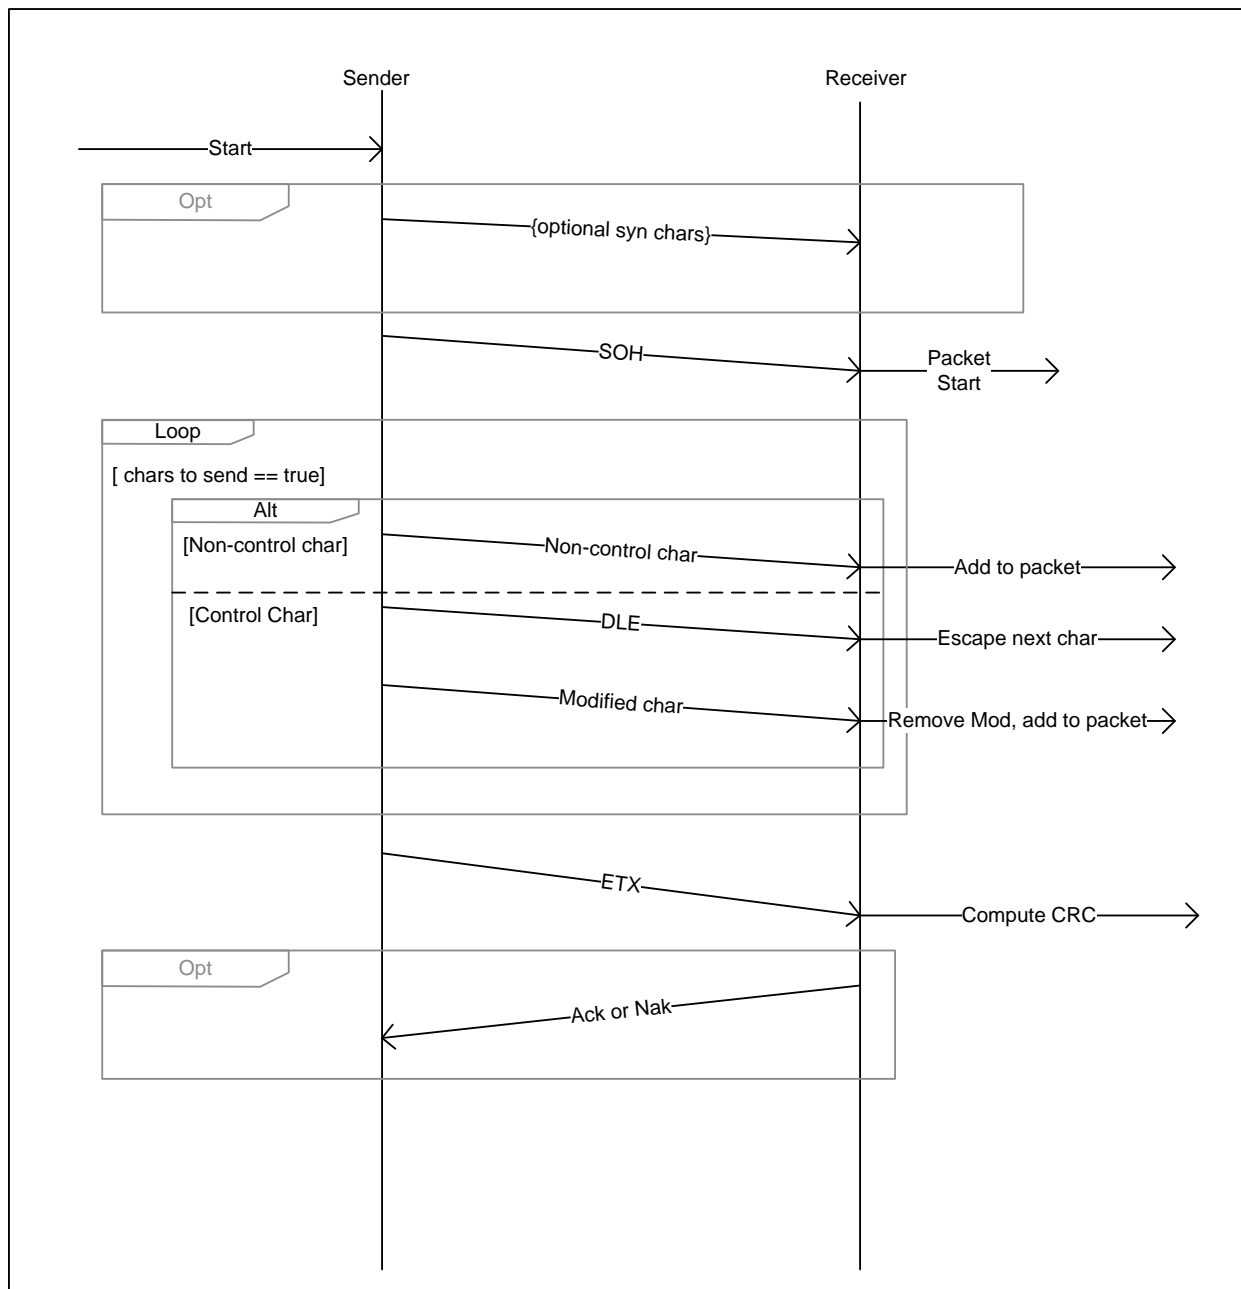 Sender
Receiver
Start
Opt
{optional syn chars}
SOH
Packet
Start
Loop
[ chars to send == true]
Alt
[Non-control char]
Non-control char
Add to packet
[Control Char]
DLE
Escape next char
Modified char
Remove Mod, add to packet
ETX
Compute CRC
Opt
Ack or Nak